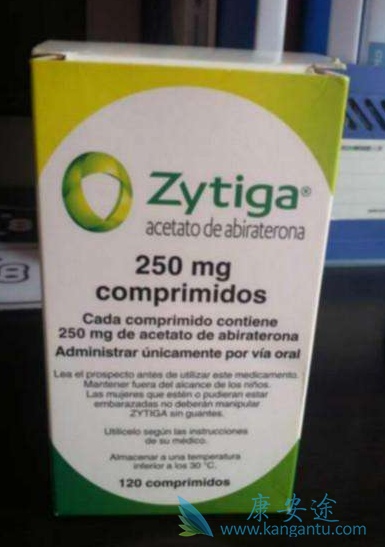 Zytiga®
acetato de abiraterona
250 mg
comprimidos
Cada comprimido contiene
250 mg de acetato de abiraterona
Administrar únicamente por vía oral
Lea el prospecto antes de utilizar este medicamento.
Mantener fuera del alcance de los niños.
Las mujeres que estén o pudieran estar
embarazadas no deberán manipular
ZYTIGA sin guantes.
Utilícelo según las instrucciones
de su médico.
Almacenar a una temperatura
inferior a los 30 °C.
120 comprimidos
康安途
www.kangantu.com